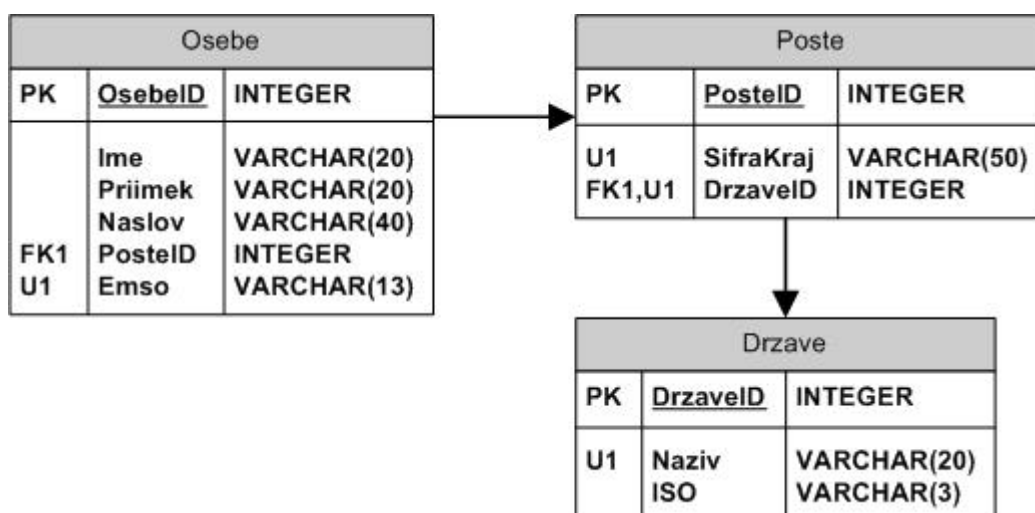 Osebe
PK OsebeID INTEGER
Ime VARCHAR(20)
Priimek VARCHAR(20)
Naslov VARCHAR(40)
FK1 PosteID INTEGER
U1 Emso VARCHAR(13)
Poste
PK PosteID INTEGER
U1 SifraKraj VARCHAR(50)
FK1,U1 DrzaveID INTEGER
Drzave
PK DrzaveID INTEGER
U1 Naziv VARCHAR(20)
ISO VARCHAR(3)